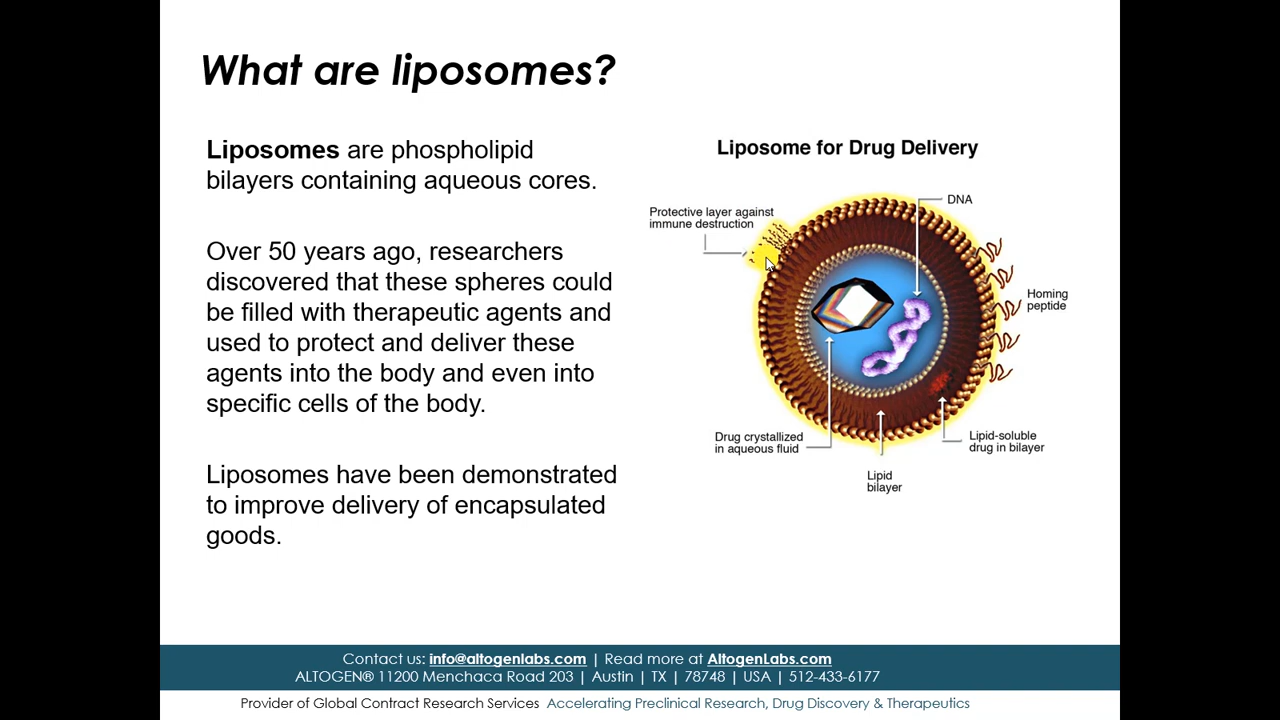 What are liposomes?
Liposomes are phospholipid
bilayers containing aqueous cores.
Over 50 years ago, researchers
discovered that these spheres could
be filled with therapeutic agents and
used to protect and deliver these
agents into the body and even into
specific cells of the body.
Liposomes have been demonstrated
to improve delivery of encapsulated
goods.
Liposome for Drug Delivery
Protective layer against
immune destruction
DNA
Homing
peptide
Drug crystallized
in aqueous fluid
Lipid
bilayer
Lipid-soluble
drug in bilayer
Contact us: info@altogenlabs.com | Read more at AltogenLabs.com
ALTOGEN® 11200 Menchaca Road 203 | Austin | TX | 78748 | USA | 512-433-6177
Provider of Global Contract Research Services Accelerating Preclinical Research, Drug Discovery & Therapeutics